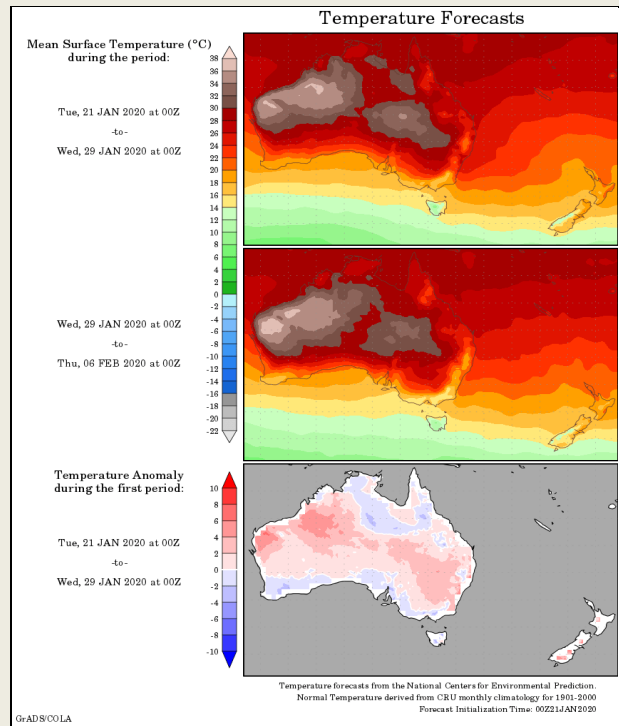 Temperature Forecasts
Mean Surface Temperature (°C)
during the period:
Tue, 21 JAN 2020 at 00Z
-to-
Wed, 29 JAN 2020 at 00Z
38
36
34
32
30
28
26
24
22
20
18
16
14
12
10
8
6
4
2
0
-2
-4
-6
-8
-10
-12
-14
-16
-18
-20
-22
Wed, 29 JAN 2020 at 00Z
-to-
Thu, 06 FEB 2020 at 00Z
Temperature Anomaly
during the first period:
Tue, 21 JAN 2020 at 00Z
-to-
Wed, 29 JAN 2020 at 00Z
10
8
6
4
2
0
-2
-4
-6
-8
-10
Temperature forecasts from the National Centers for Environmental Prediction.
Normal Temperature derived from CRU monthly climatology for 1901-2000
Forecast Initialization Time: 00Z21JAN2020
GrADS/COLA